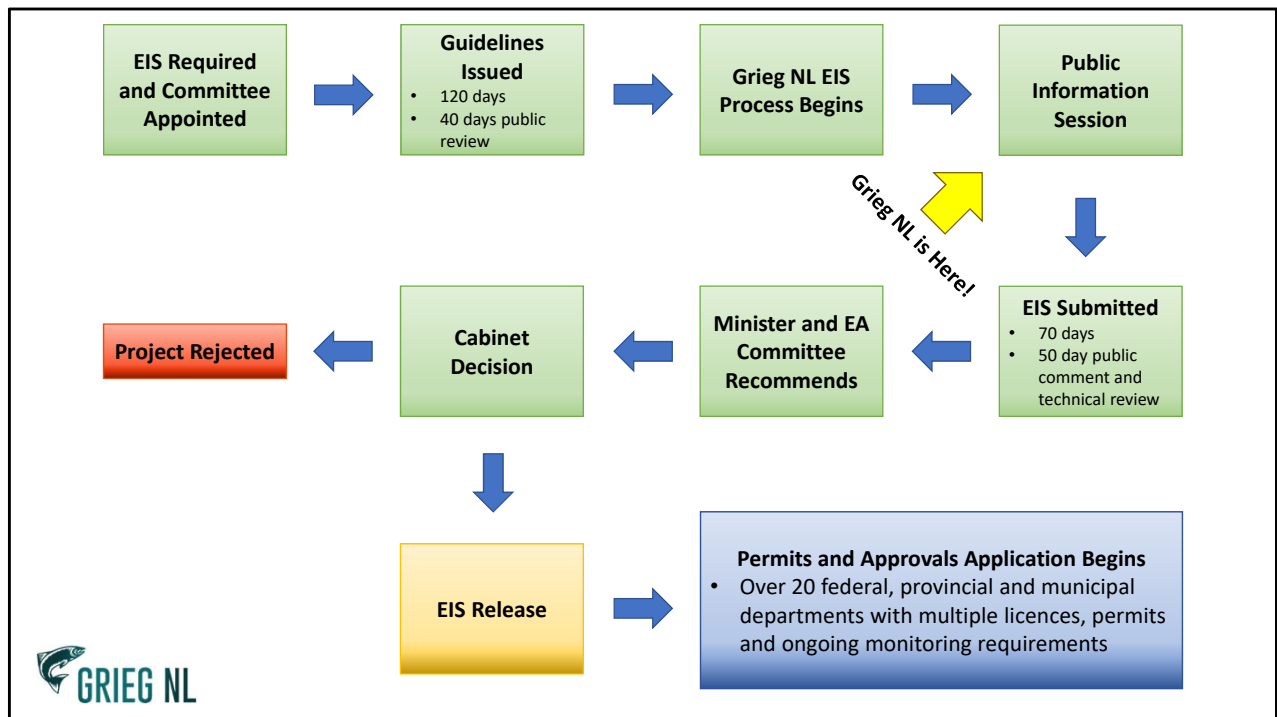 EIS Required
and Committee
Appointed
Guidelines
Issued
• 120 days
• 40 days public
review
Grieg NL EIS
Process Begins
Public
Information
Session
Grieg NL is Here!
EIS Submitted
• 70 days
• 50 day public
comment and
technical review
Minister and EA
Committee
Recommends
Cabinet
Decision
Project Rejected
EIS Release
Permits and Approvals Application Begins
• Over 20 federal, provincial and municipal
departments with multiple licences, permits
and ongoing monitoring requirements
GRIEG NL